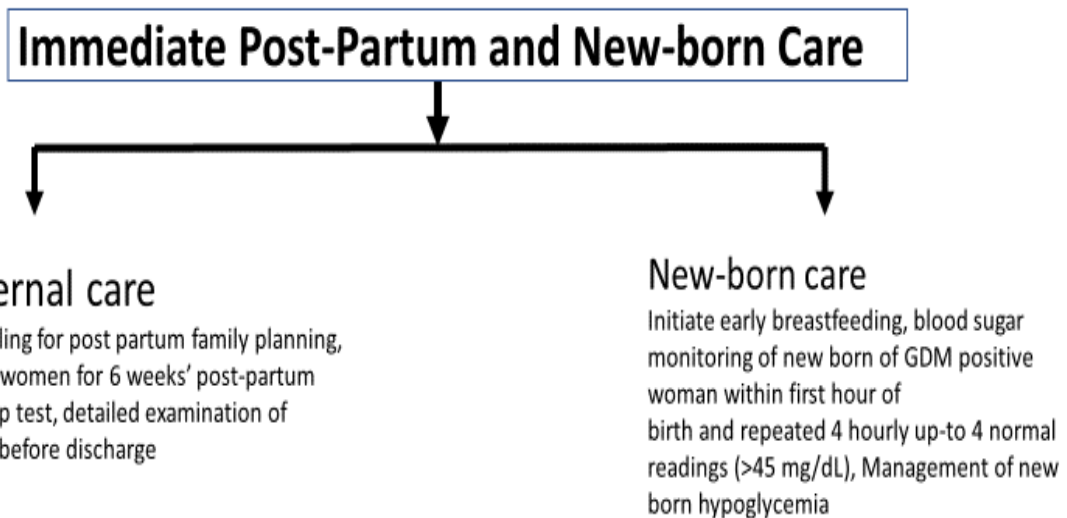 Immediate Post-Partum and New-born Care
ernal care
ling for post partum family planning,
women for 6 weeks' post-partum
p test, detailed examination of
before discharge
New-born care
Initiate early breastfeeding, blood sugar
monitoring of new born of GDM positive
woman within first hour of
birth and repeated 4 hourly up-to 4 normal
readings (>45 mg/dL), Management of new
born hypoglycemia